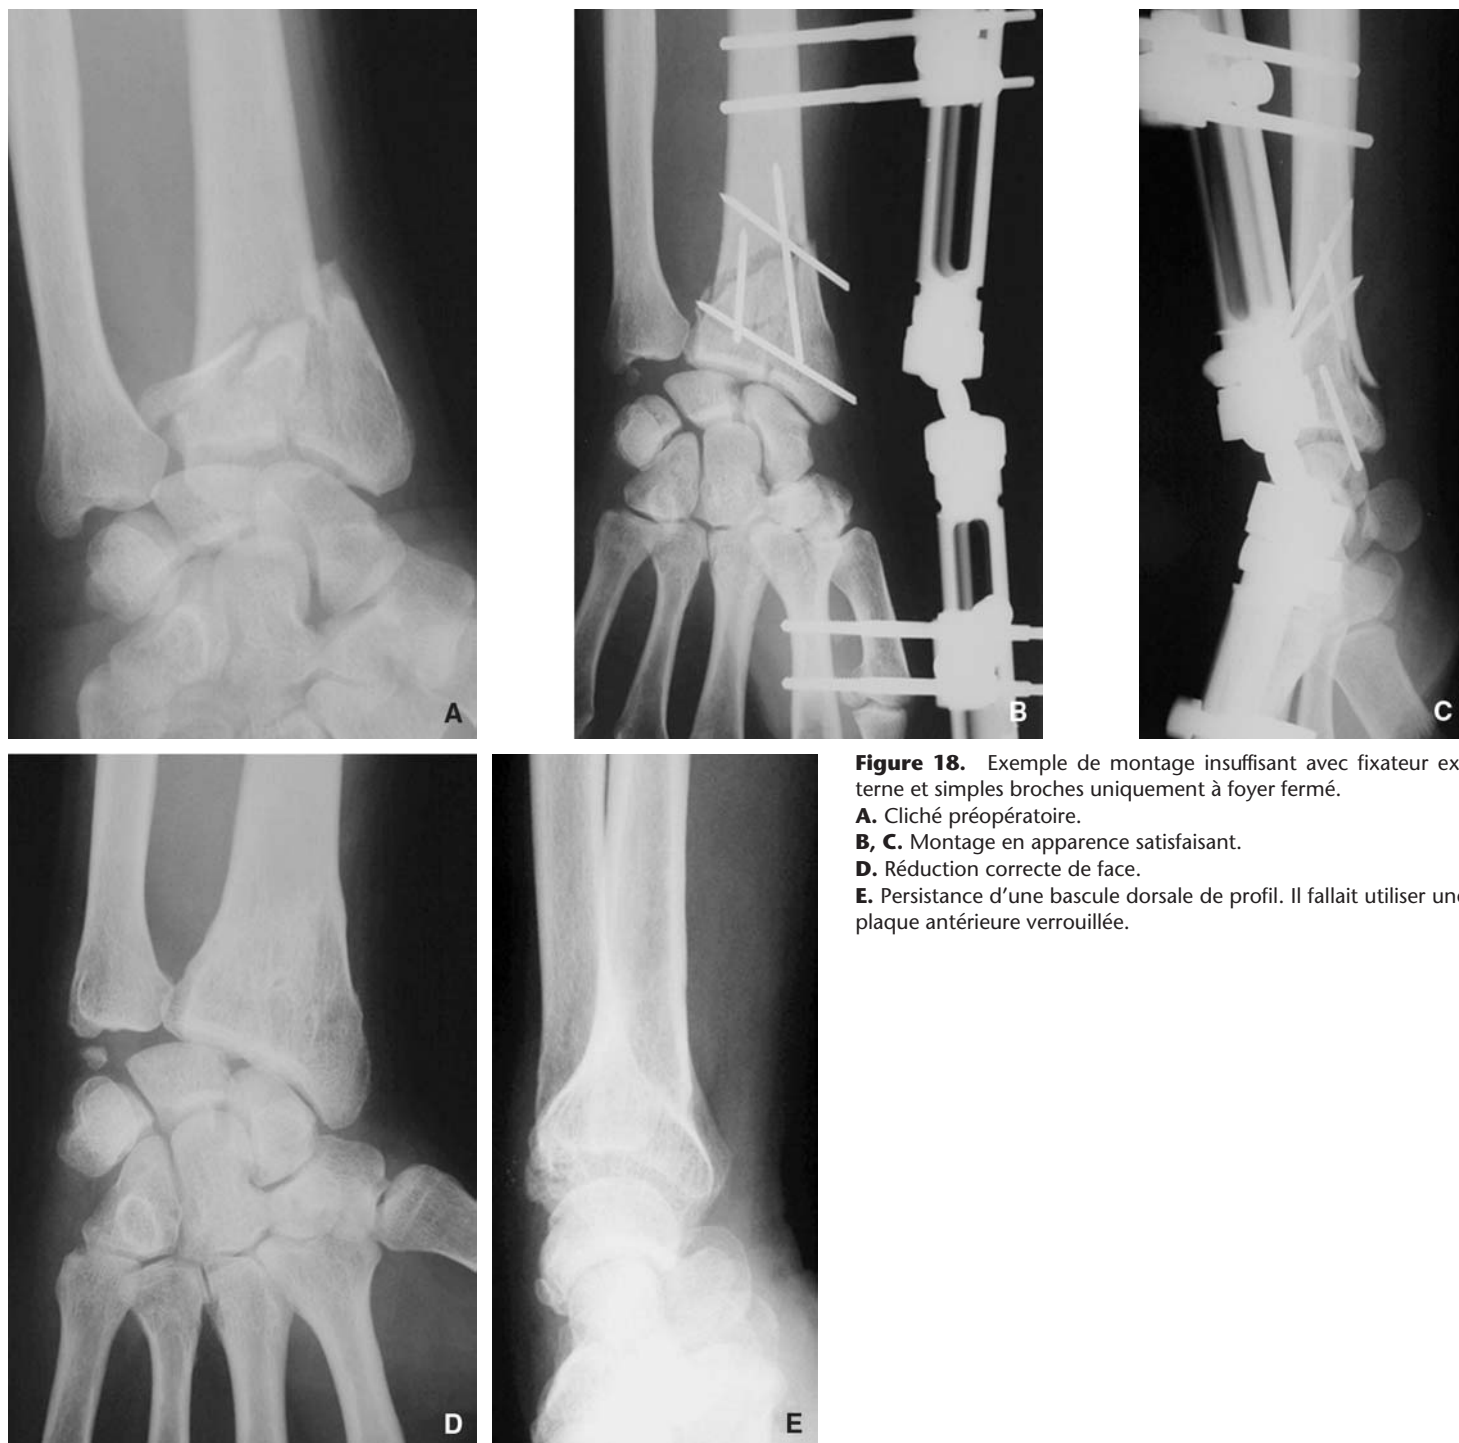 A
B
C
D
E
Figure 18. Exemple de montage insuffisant avec fixateur ex
terne et simples broches uniquement à foyer fermé.
A. Cliché préopératoire.
B, C. Montage en apparence satisfaisant.
D. Réduction correcte de face.
E. Persistance d'une bascule dorsale de profil. Il fallait utiliser un
plaque antérieure verrouillée.